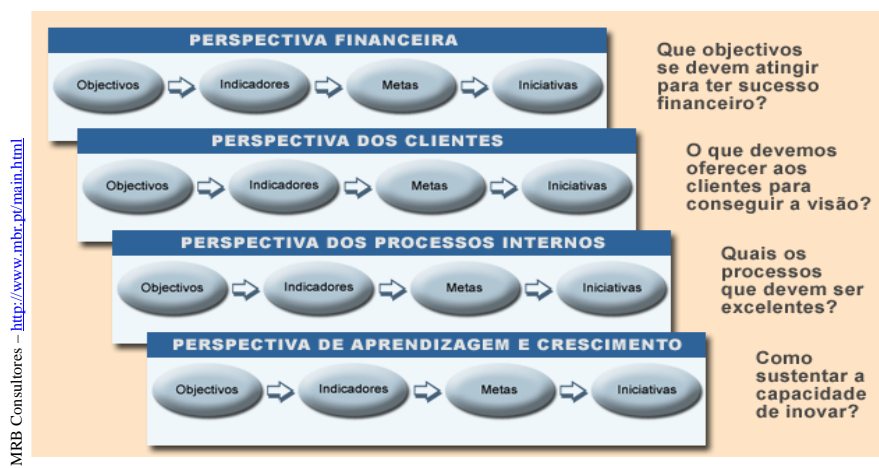 PERSPECTIVA FINANCEIRA
Objectivos
Indicadores
Metas
Iniciativas
Que objectivos
se devem atingir
para ter sucesso
financeiro?
PERSPECTIVA DOS CLIENTES
Objectivos
Indicadores
Metas
Iniciativas
O que devemos
oferecer aos
clientes para
conseguir a visão?
PERSPECTIVA DOS PROCESSOS INTERNOS
Objectivos
Indicadores
Metas
Iniciativas
Quais os
processos
que devem ser
excelentes?
PERSPECTIVA DE APRENDIZAGEM E CRESCIMENTO
Objectivos
Indicadores
Metas
Iniciativas
Como
sustentar a
capacidade
de inovar?
MRB Consultores – http://www.mbr.pt/main.html